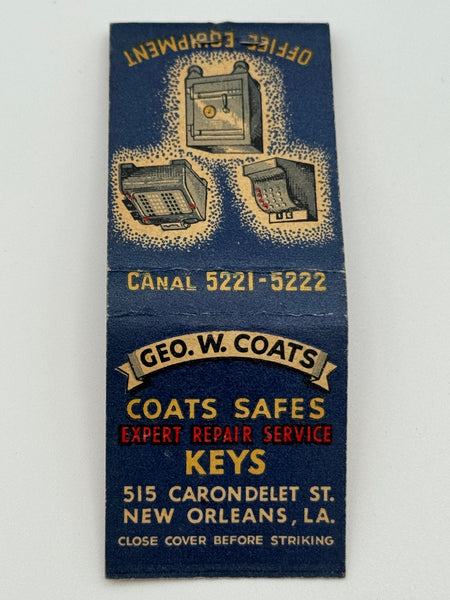 OFFICE EQUIPMENT
CANAL 5221-5222
GEO. W. COATS
COATS SAFES
EXPERT REPAIR SERVICE
KEYS
515 CARONDELET ST.
NEW ORLEANS, LA.
CLOSE COVER BEFORE STRIKING